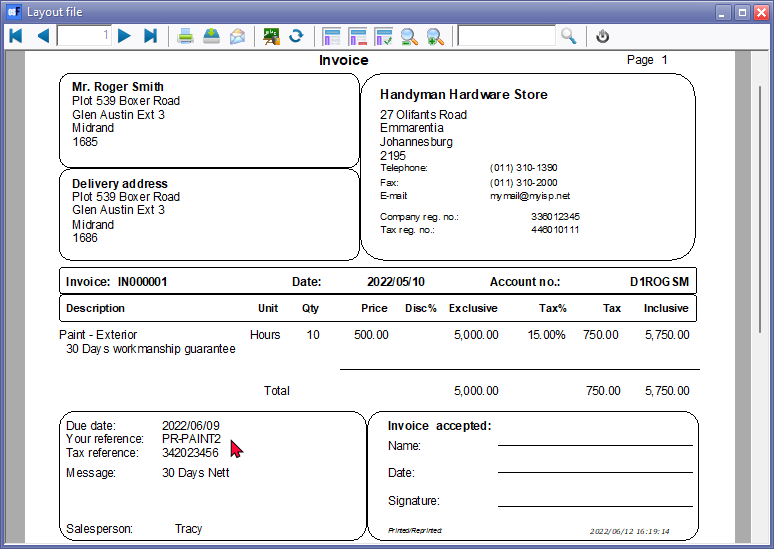 Layout file
1
Invoice
Page 1
Mr. Roger Smith
Plot 539 Boxer Road
Glen Austin Ext 3
Midrand
1685
Handyman Hardware Store
27 Olifants Road
Emmarentia
Johannesburg
2195
Telephone: (011) 310-1390
Fax: (011) 310-2000
E-mail: mymail@myisp.net
Company reg. no.: 336012345
Tax reg. no.: 446010111
Delivery address
Plot 539 Boxer Road
Glen Austin Ext 3
Midrand
1686
Invoice: IN000001 Date: 2022/05/10 Account no.: D1ROGSM
Description Unit Qty Price Disc% Exclusive Tax% Tax Inclusive
Paint - Exterior Hours 10 500.00 5,000.00 15.00% 750.00 5,750.00
30 Days workmanship guarantee
Total 5,000.00 750.00 5,750.00
Due date: 2022/06/09
Your reference: PR-PAINT2
Tax reference: 342023456
Message: 30 Days Nett
Salesperson: Tracy
Invoice accepted:
Name:
Date:
Signature:
Printed/Reprinted: 2022/06/12 16:19:14